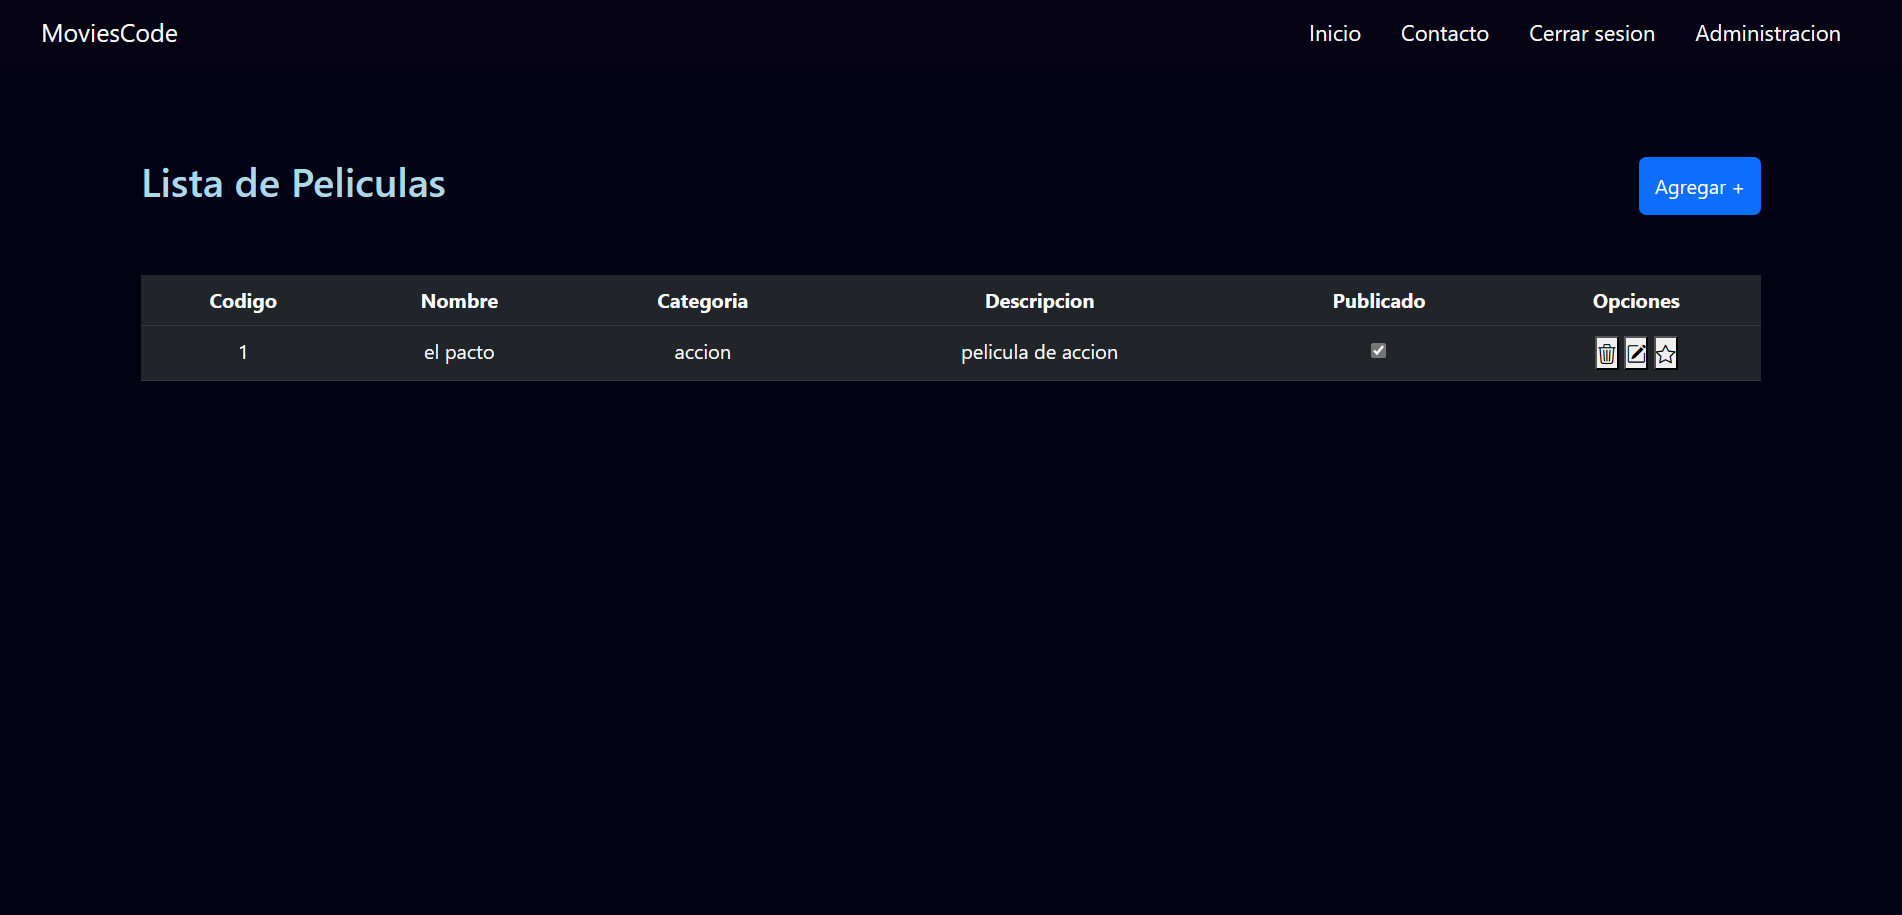 MoviesCode Inicio Contacto Cerrar sesion Administracion
Lista de Peliculas Agregar +
Codigo Nombre Categoria Descripcion Publicado Opciones
1 el pacto accion pelicula de accion